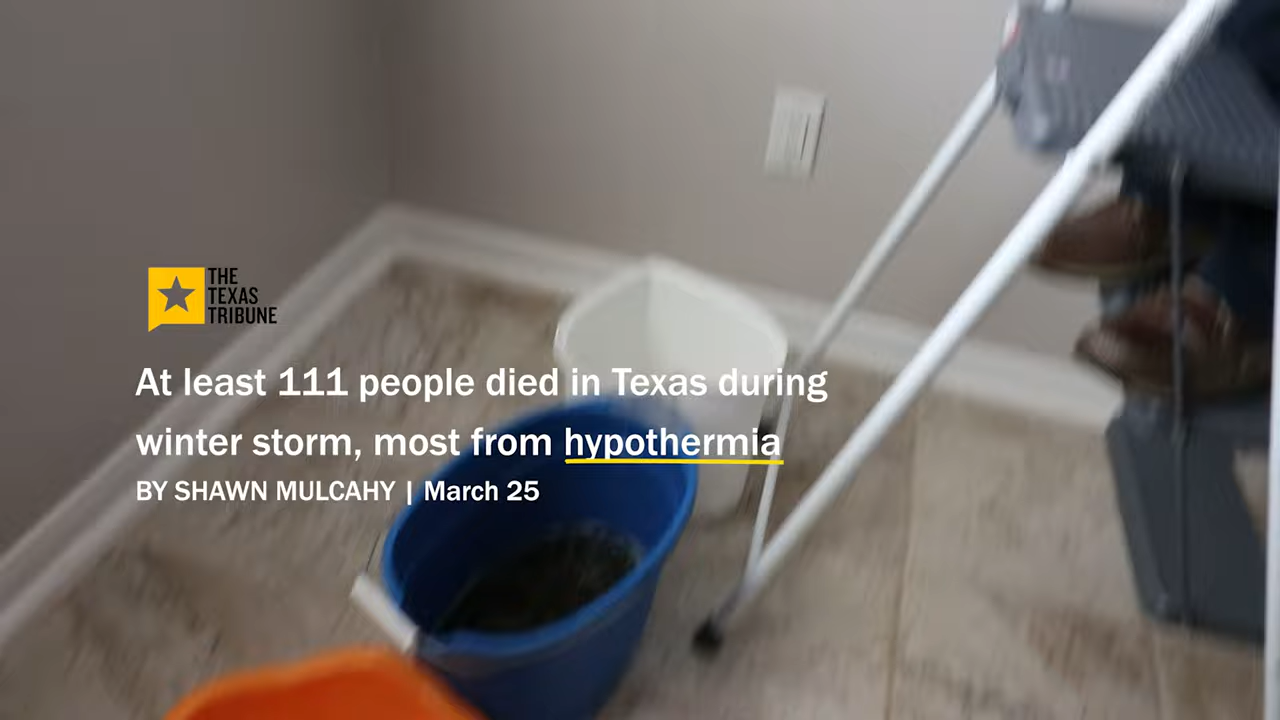 THE
TEXAS
TRIBUNE
At least 111 people died in Texas during
winter storm, most from hypothermia
BY SHAWN MULCAHY | March 25